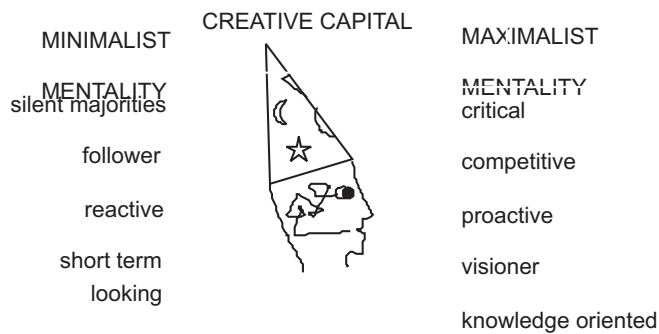 CREATIVE CAPITAL
MINIMALIST
MENTALITY
silent majorities
follower
reactive
short term
looking
MAXIMALIST
MENTALITY
critical
competitive
proactive
visioner
knowledge oriented